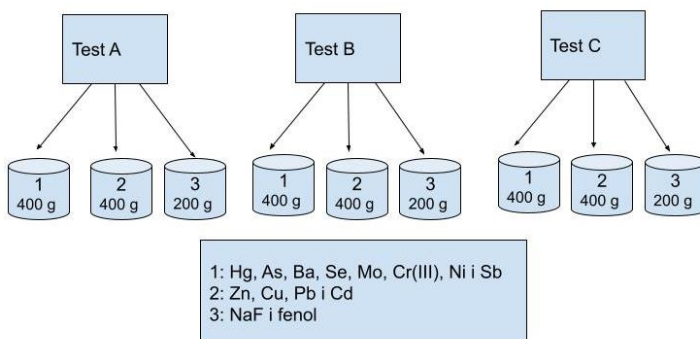 Test A
Test B
Test C
1
400 g
2
400 g
3
200 g
1
400 g
2
400 g
3
200 g
1
400 g
2
400 g
3
200 g
1: Hg, As, Ba, Se, Mo, Cr(III), Ni i Sb
2: Zn, Cu, Pb i Cd
3: NaF i fenol